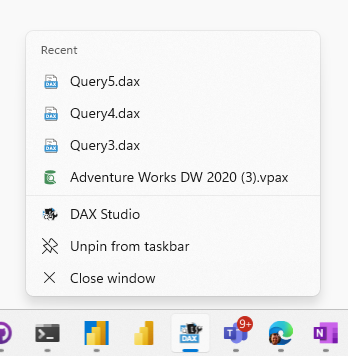 Recent
Query5.dax
Query4.dax
Query3.dax
Adventure Works DW 2020 (3).vpax
DAX Studio
Unpin from taskbar
Close window
DAX
9+
T
N